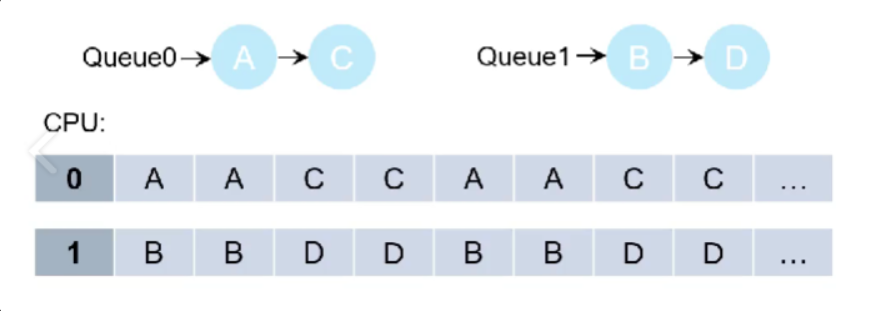 Queue0 A C Queue1 B D
CPU:
0 A A C C A A C C ...
1 B B D D B B D D ...